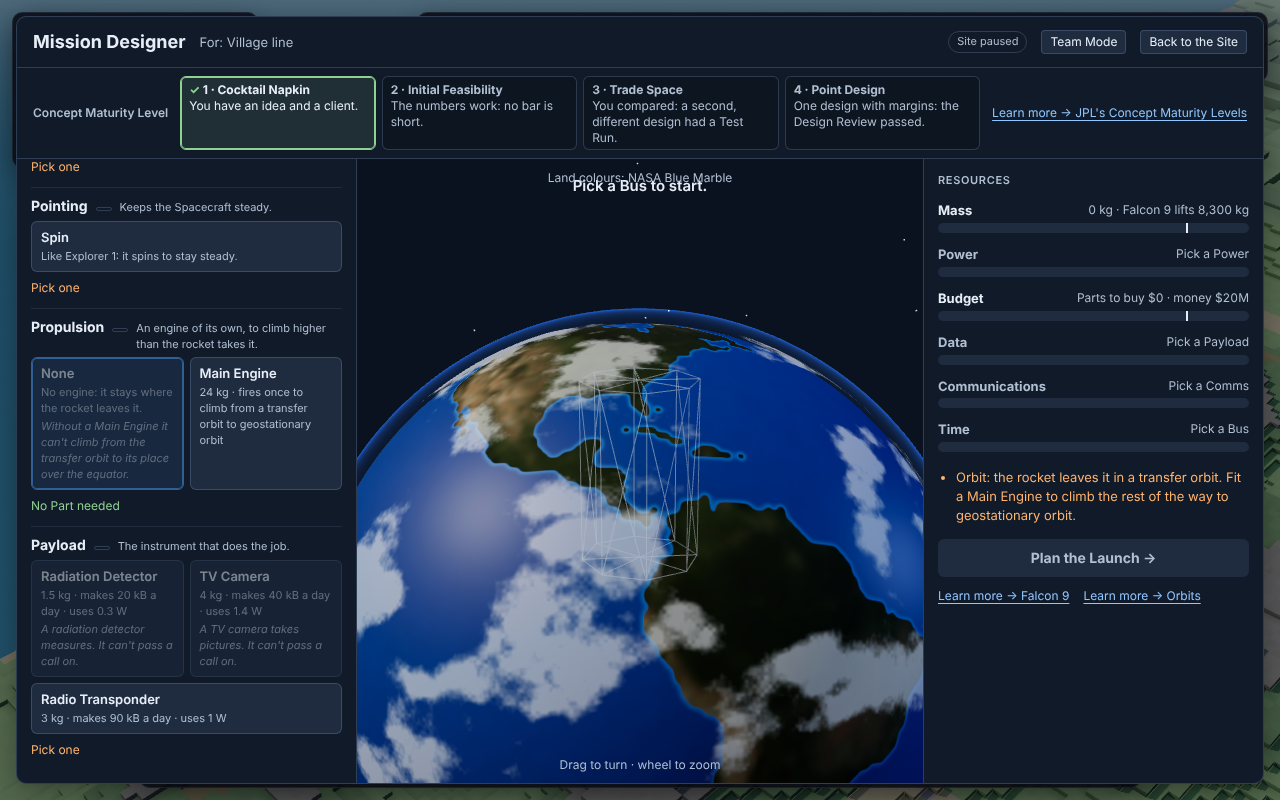 Mission Designer
For: Village line
Site paused
Team Mode
Back to the Site
Concept Maturity Level
✓ 1 · Cocktail Napkin
You have an idea and a client.
2 · Initial Feasibility
The numbers work: no bar is
short.
3 · Trade Space
You compared: a second,
different design had a Test
Run.
4 · Point Design
One design with margins: the
Design Review passed.
Learn more → JPL's Concept Maturity Levels
Pick one
Pointing
Keeps the Spacecraft steady.
Spin
Like Explorer 1: it spins to stay steady.
Pick one
Propulsion
An engine of its own, to climb higher
than the rocket takes it.
None
No engine: it stays where
the rocket leaves it.
Without a Main Engine it
can't climb from the
transfer orbit to its place
over the equator.
Main Engine
24 kg · fires once to
climb from a transfer
orbit to geostationary
orbit
No Part needed
Payload
The instrument that does the job.
Radiation Detector
1.5 kg · makes 20 kB a
day · uses 0.3 W
A radiation detector
measures. It can't pass a
call on.
TV Camera
4 kg · makes 40 kB a day
· uses 1.4 W
A TV camera takes
pictures. It can't pass a
call on.
Radio Transponder
3 kg · makes 90 kB a day · uses 1 W
Pick one
Land colours: NASA Blue Marble
Pick a Bus to start.
Drag to turn · wheel to zoom
RESOURCES
Mass
0 kg · Falcon 9 lifts 8,300 kg
Power
Pick a Power
Budget
Parts to buy $0 · money $20M
Data
Pick a Payload
Communications
Pick a Comms
Time
Pick a Bus
• Orbit: the rocket leaves it in a transfer orbit. Fit
a Main Engine to climb the rest of the way to
geostationary orbit.
Plan the Launch →
Learn more → Falcon 9
Learn more → Orbits